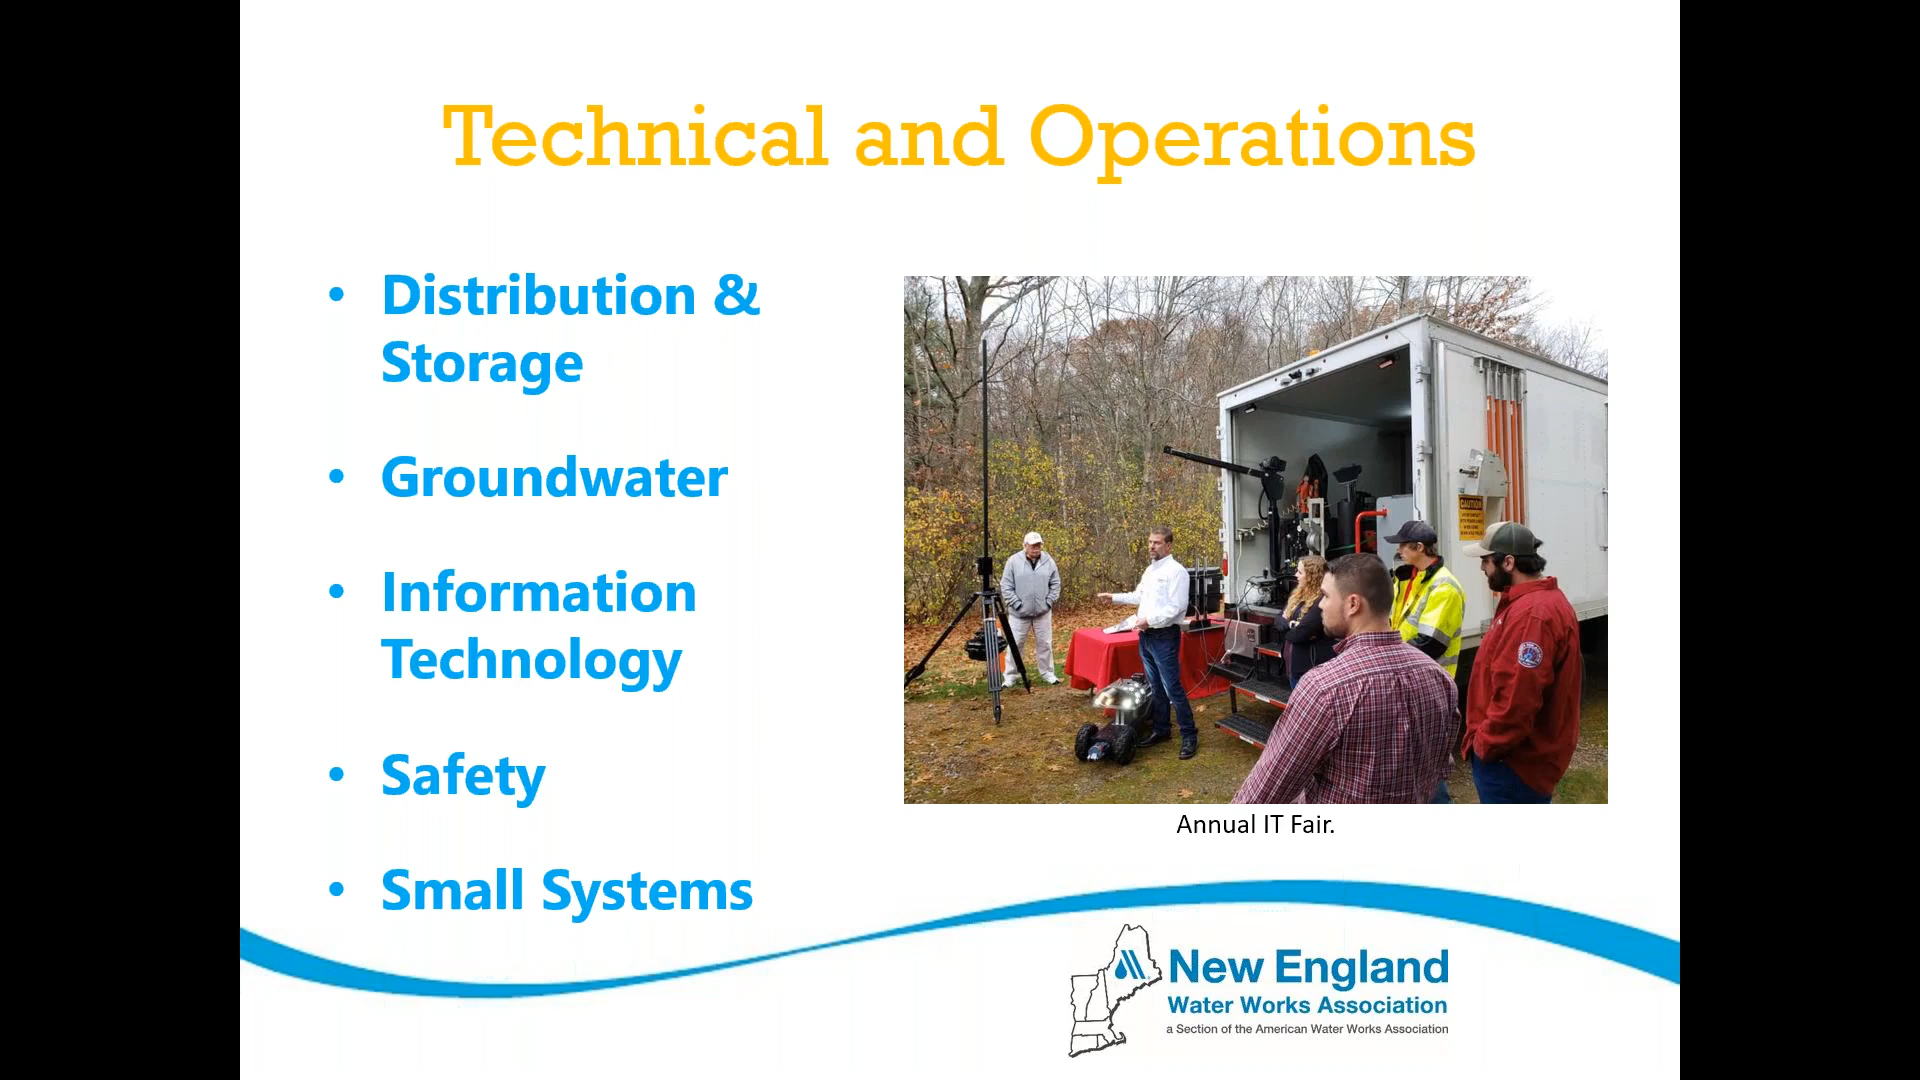 Technical and Operations
• Distribution &
Storage
• Groundwater
• Information
Technology
• Safety
• Small Systems
CAUTION
Annual IT Fair.
New England
Water Works Association
a Section of the American Water Works Association